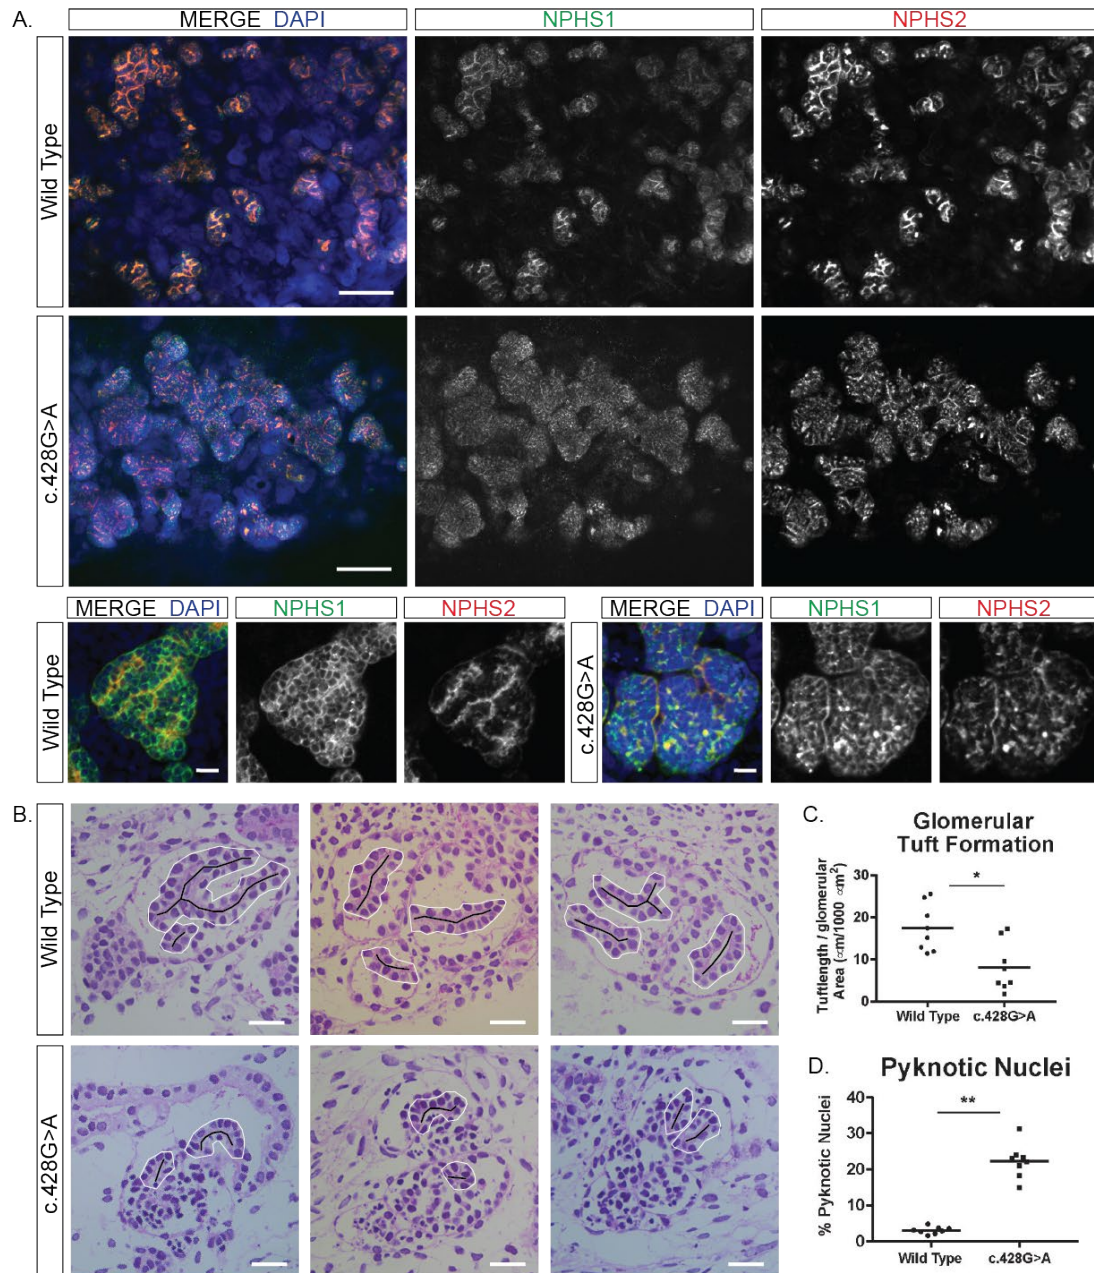 A.
MERGE DAPI
NPHS1
NPHS2
Wild Type
c.428G>A
MERGE DAPI
NPHS1
NPHS2
MERGE DAPI
NPHS1
NPHS2
Wild Type
c.428G>A
B.
Wild Type
c.428G>A
C.
Glomerular
Tuft Formation
*
Tuftlength / glomerular
Area (αm/1000 αm²)
30
20
10
0
Wild Type
c.428G>A
D.
Pyknotic Nuclei
**
% Pyknotic Nuclei
40
30
20
10
0
Wild Type
c.428G>A